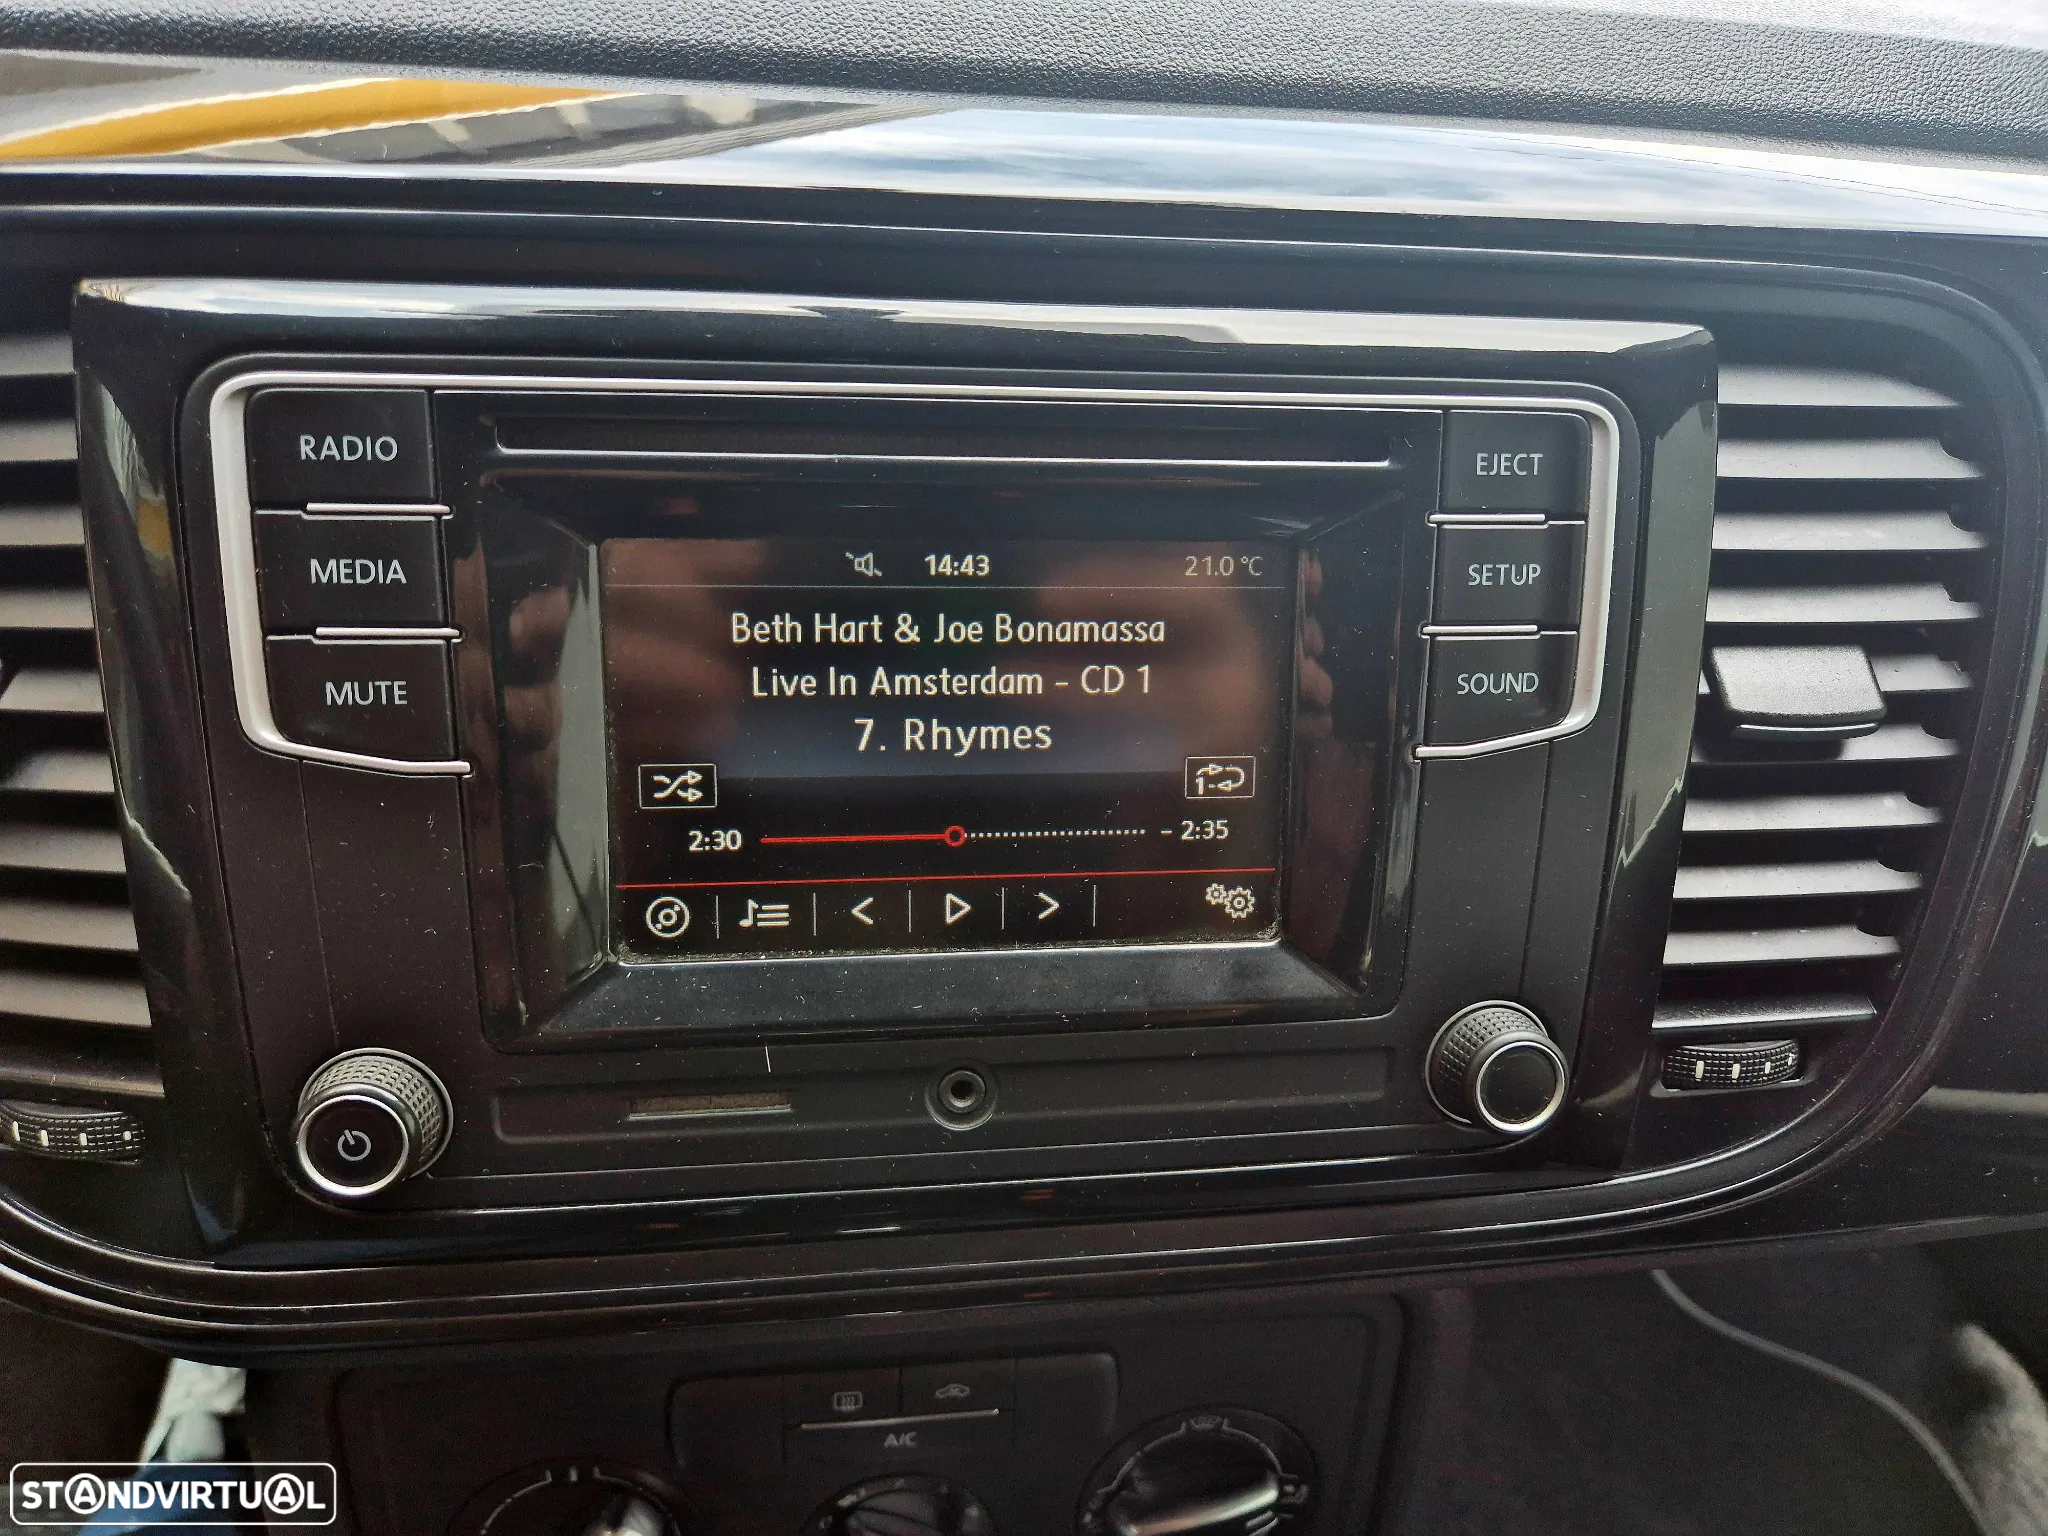 RADIO
MEDIA
MUTE
EJECT
SETUP
SOUND
14:43
21.0 °C
Beth Hart & Joe Bonamassa
Live In Amsterdam - CD 1
7. Rhymes
1
2:30
- 2:35
A/C
STANDVIRTUAL